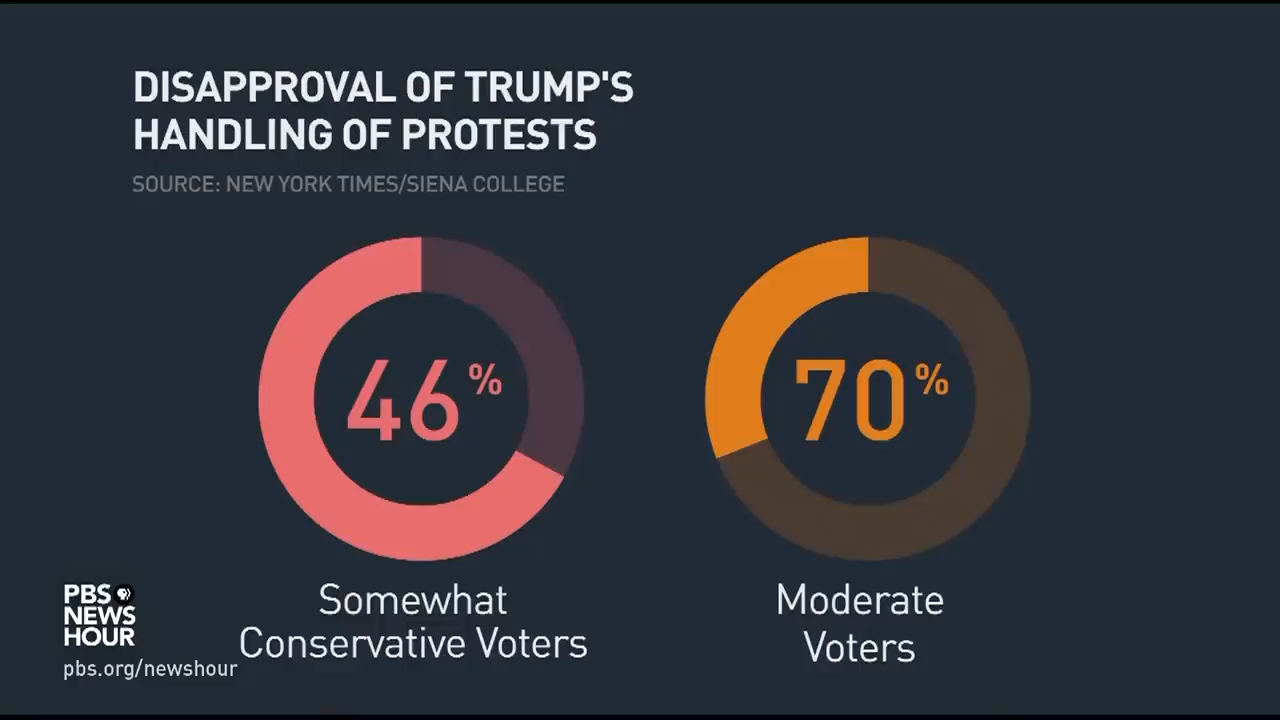 DISAPPROVAL OF TRUMP'S
HANDLING OF PROTESTS
SOURCE: NEW YORK TIMES/SIENA COLLEGE
46%
70%
Somewhat
Conservative Voters
Moderate
Voters
PBS
NEWS
HOUR
pbs.org/newshour